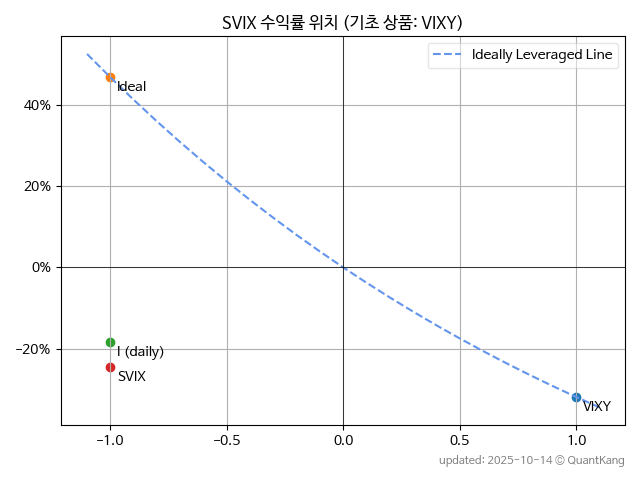 SVIX 수익률 위치 (기초 상품: VIXY)
Ideally Leveraged Line
Ideal
40%
20%
0%
−20%
I (daily)
SVIX
VIXY
−1.0
−0.5
0.0
0.5
1.0
updated: 2025-10-14 © QuantKang